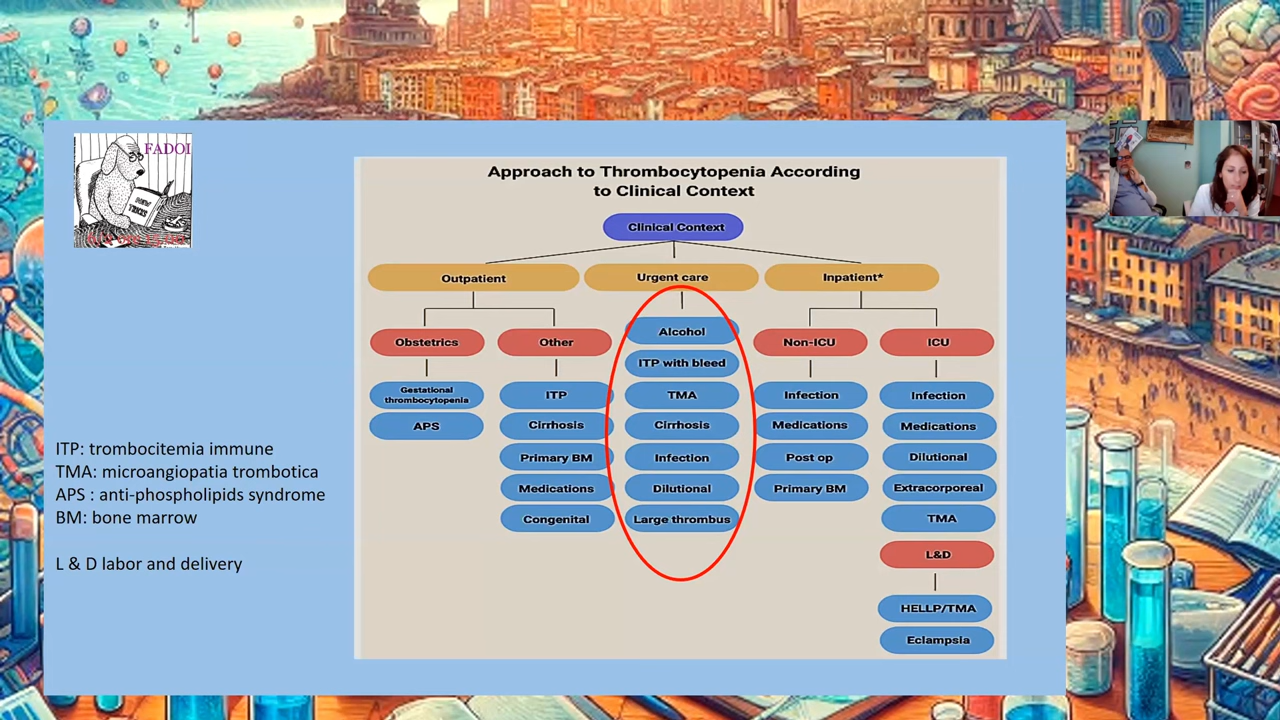 FADOI
Approach to Thrombocytopenia According
to Clinical Context
Clinical Context
Outpatient
Urgent care
Inpatient*
Obstetrics
Other
Non-ICU
ICU
Gestational
thrombocytopenia
APS
ITP
Cirrhosis
Primary BM
Medications
Congenital
Alcohol
ITP with bleed
TMA
Cirrhosis
Infection
Dilutional
Large thrombus
Infection
Medications
Post op
Primary BM
Infection
Medications
Dilutional
Extracorporeal
TMA
L&D
HELLP/TMA
Eclampsia
ITP: trombocitemia immune
TMA: microangiopatia trombotica
APS : anti-phospholipids syndrome
BM: bone marrow
L & D labor and delivery